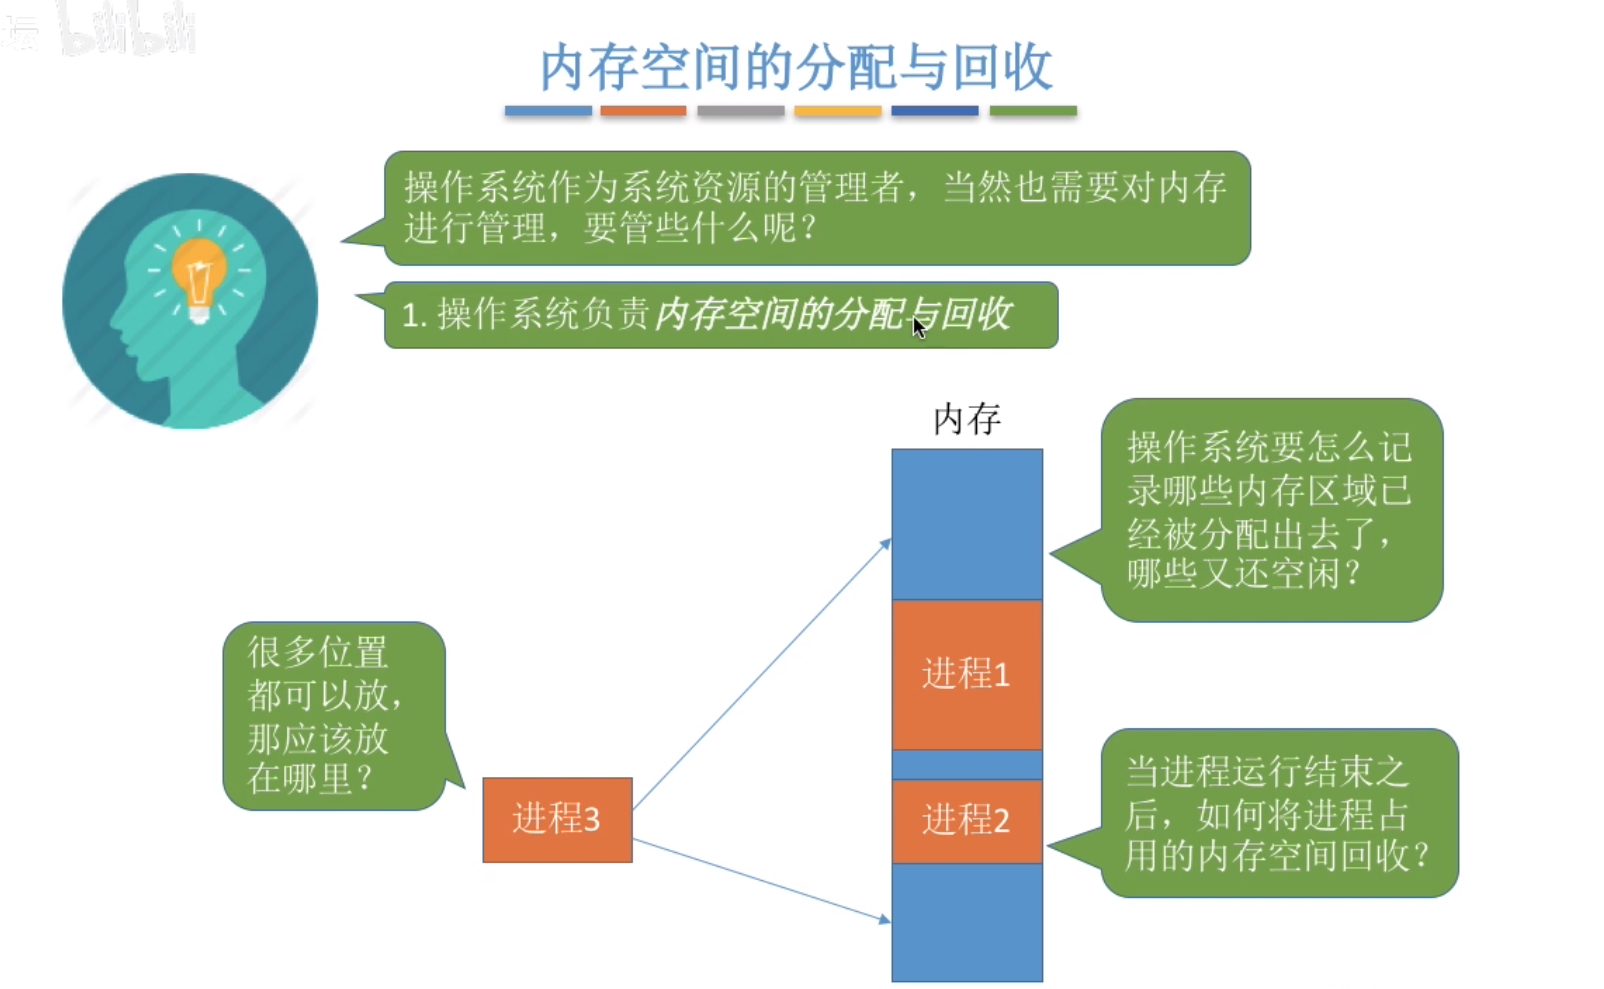 坛 bilibili
内存空间的分配与回收
操作系统作为系统资源的管理者，当然也需要对内存
进行管理，要管些什么呢？
1. 操作系统负责内存空间的分配与回收
内存
操作系统要怎么记
录哪些内存区域已
经被分配出去了，
哪些又还空闲？
很多位置
都可以放，
那应该放
在哪里？
进程3
进程1
进程2
当进程运行结束之
后，如何将进程占
用的内存空间回收？